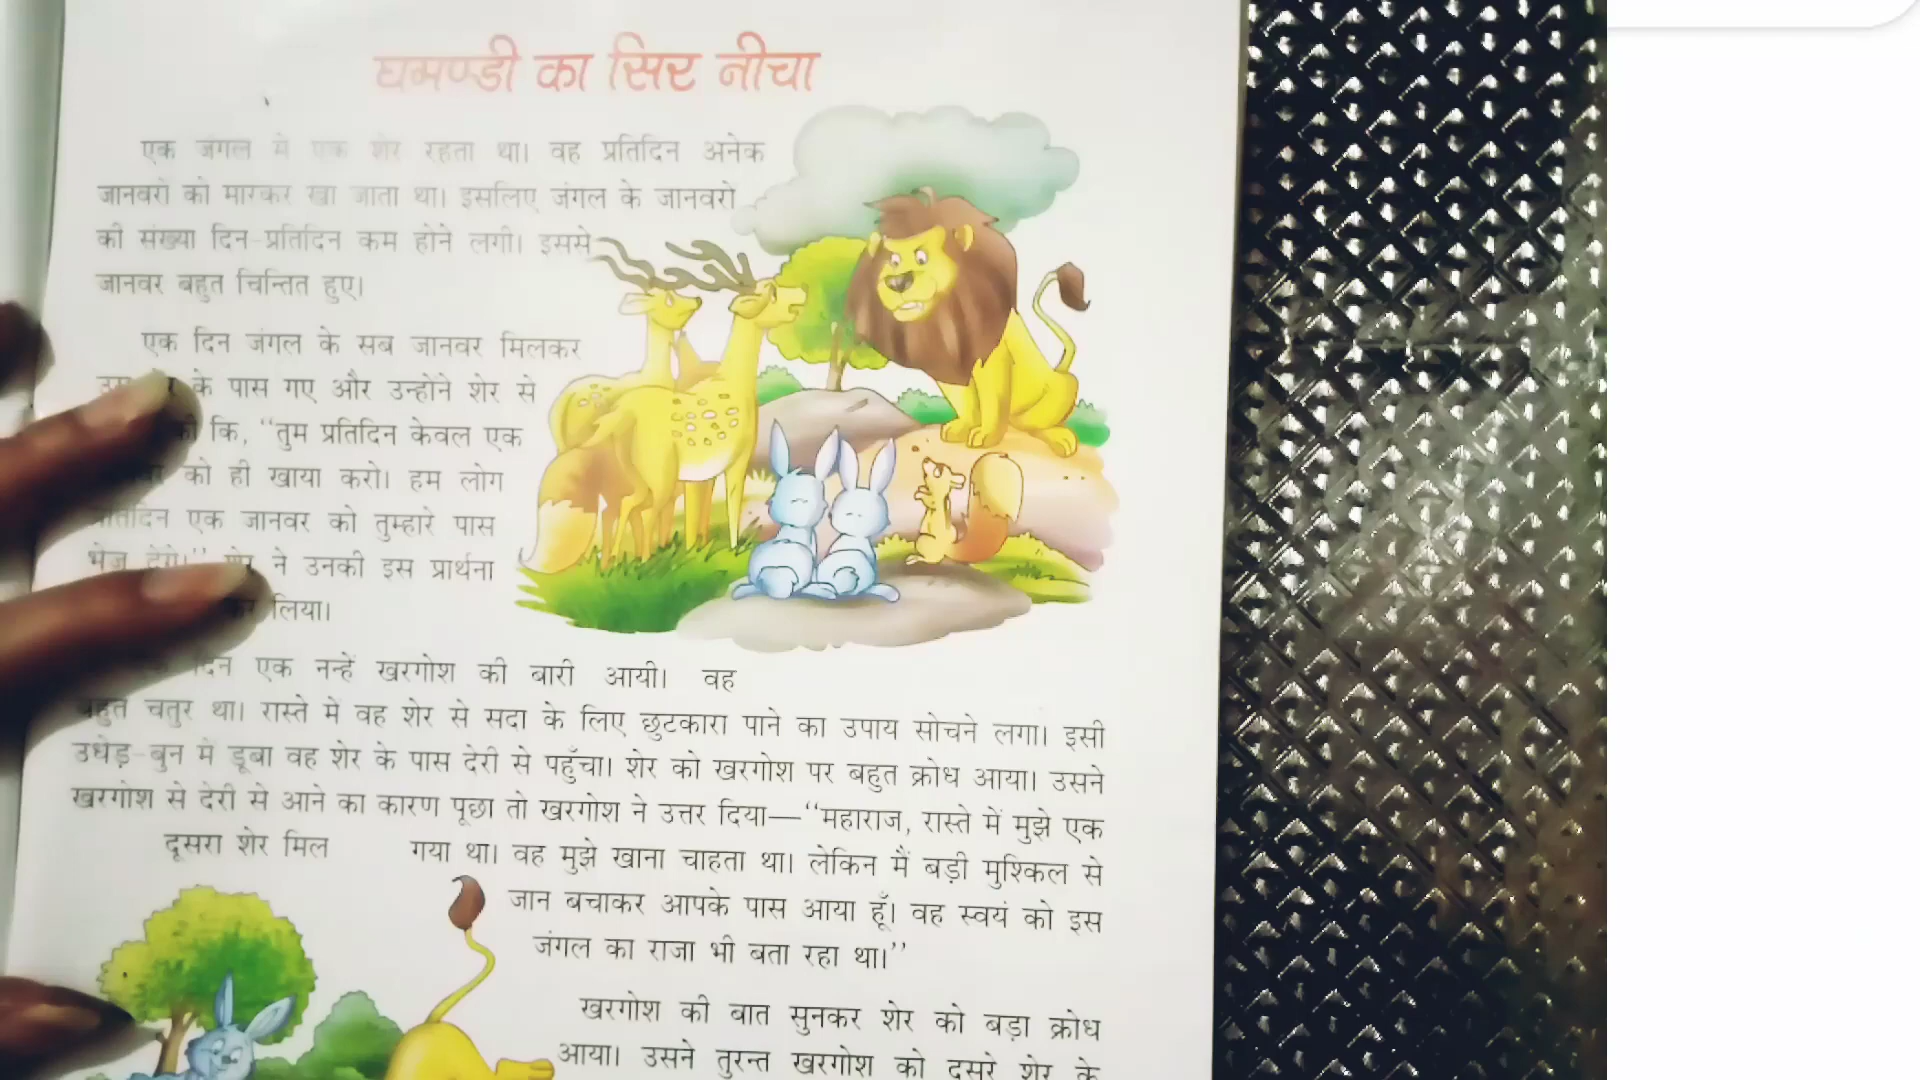 घमण्डी का सिर नीचा
एक जंगल में एक शेर रहता था। वह प्रतिदिन अनेक
जानवरों को मारकर खा जाता था। इसलिए जंगल के जानवरों
की संख्या दिन-प्रतिदिन कम होने लगी। इससे
जानवर बहुत चिन्तित हुए।
एक दिन जंगल के सब जानवर मिलकर
के पास गए और उन्होंने शेर से
की कि, “तुम प्रतिदिन केवल एक
को ही खाया करो। हम लोग
प्रतिदिन एक जानवर को तुम्हारे पास
भेज देंगे।” शेर ने उनकी इस प्रार्थना
कर लिया।
दिन एक नन्हें खरगोश की बारी आयी। वह
बहुत चतुर था। रास्ते में वह शेर से सदा के लिए छुटकारा पाने का उपाय सोचने लगा। इसी
उधेड़-बुन में डूबा वह शेर के पास देरी से पहुँचा। शेर को खरगोश पर बहुत क्रोध आया। उसने
खरगोश से देरी से आने का कारण पूछा तो खरगोश ने उत्तर दिया—“महाराज, रास्ते में मुझे एक
दूसरा शेर मिल गया था। वह मुझे खाना चाहता था। लेकिन मैं बड़ी मुश्किल से
जान बचाकर आपके पास आया हूँ। वह स्वयं को इस
जंगल का राजा भी बता रहा था।”
खरगोश की बात सुनकर शेर को बड़ा क्रोध
आया। उसने तुरन्त खरगोश को दूसरे शेर के